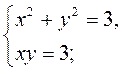 {x² + y² = 3,
xy = 3;